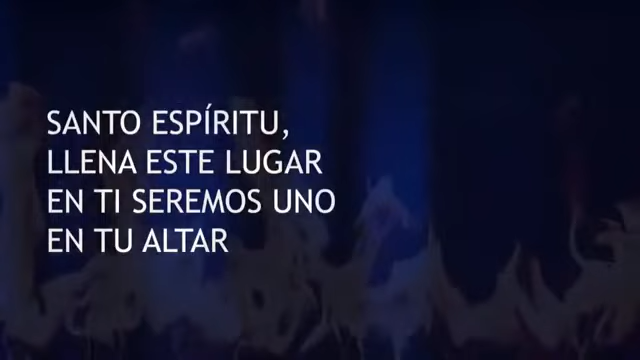 SANTO ESPÍRITU,
LLENA ESTE LUGAR
EN TI SEREMOS UNO
EN TU ALTAR